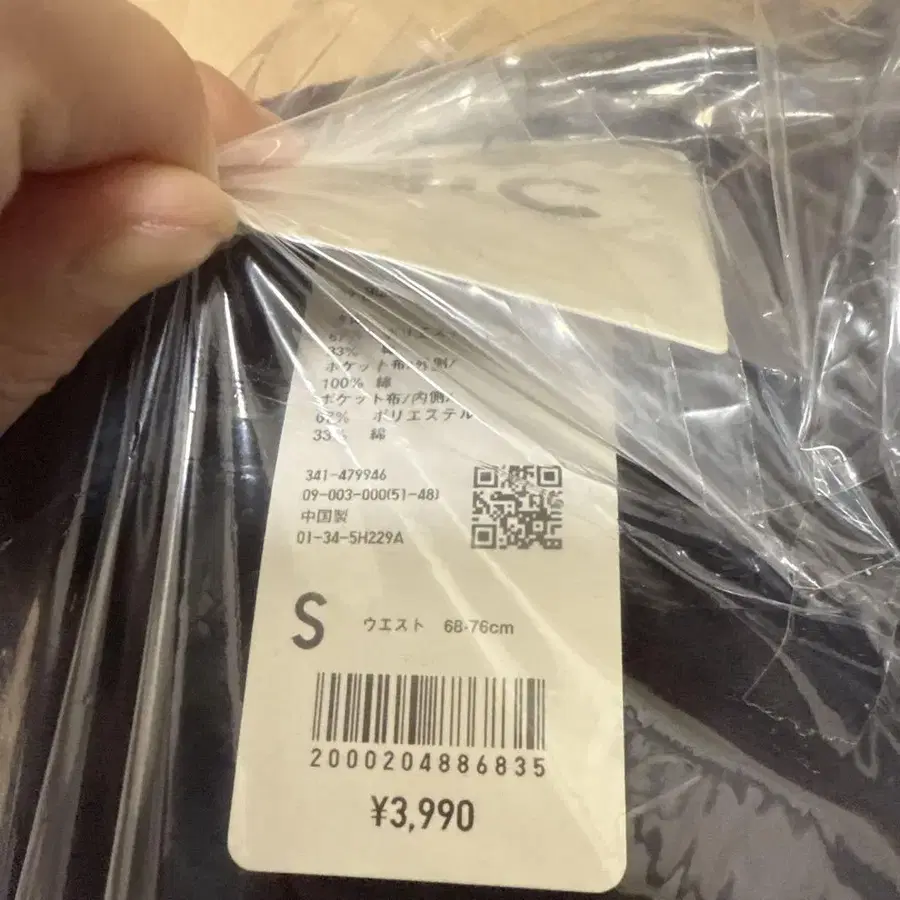 33% 綿
ポケット布/外側/
100% 綿
ポケット布/内側/
ポリエステル
33% 綿
341-479946
09-003-000(51-48)
中国製
01-34-5H229A
S ウエスト 68-76cm
2000204886835
¥3,990